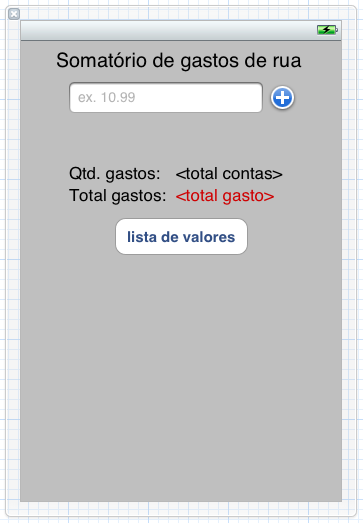 Somatório de gastos de rua
ex. 10.99
Qtd. gastos: <total contas>
Total gastos: <total gasto>
lista de valores